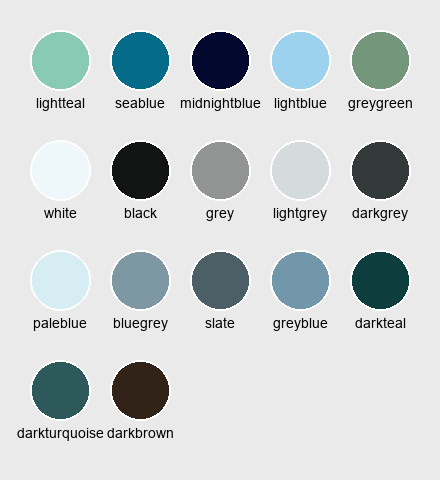 lightteal seablue midnightblue lightblue greygreen
white black grey lightgrey darkgrey
paleblue bluegrey slate greyblue darkteal
darkturquoise darkbrown